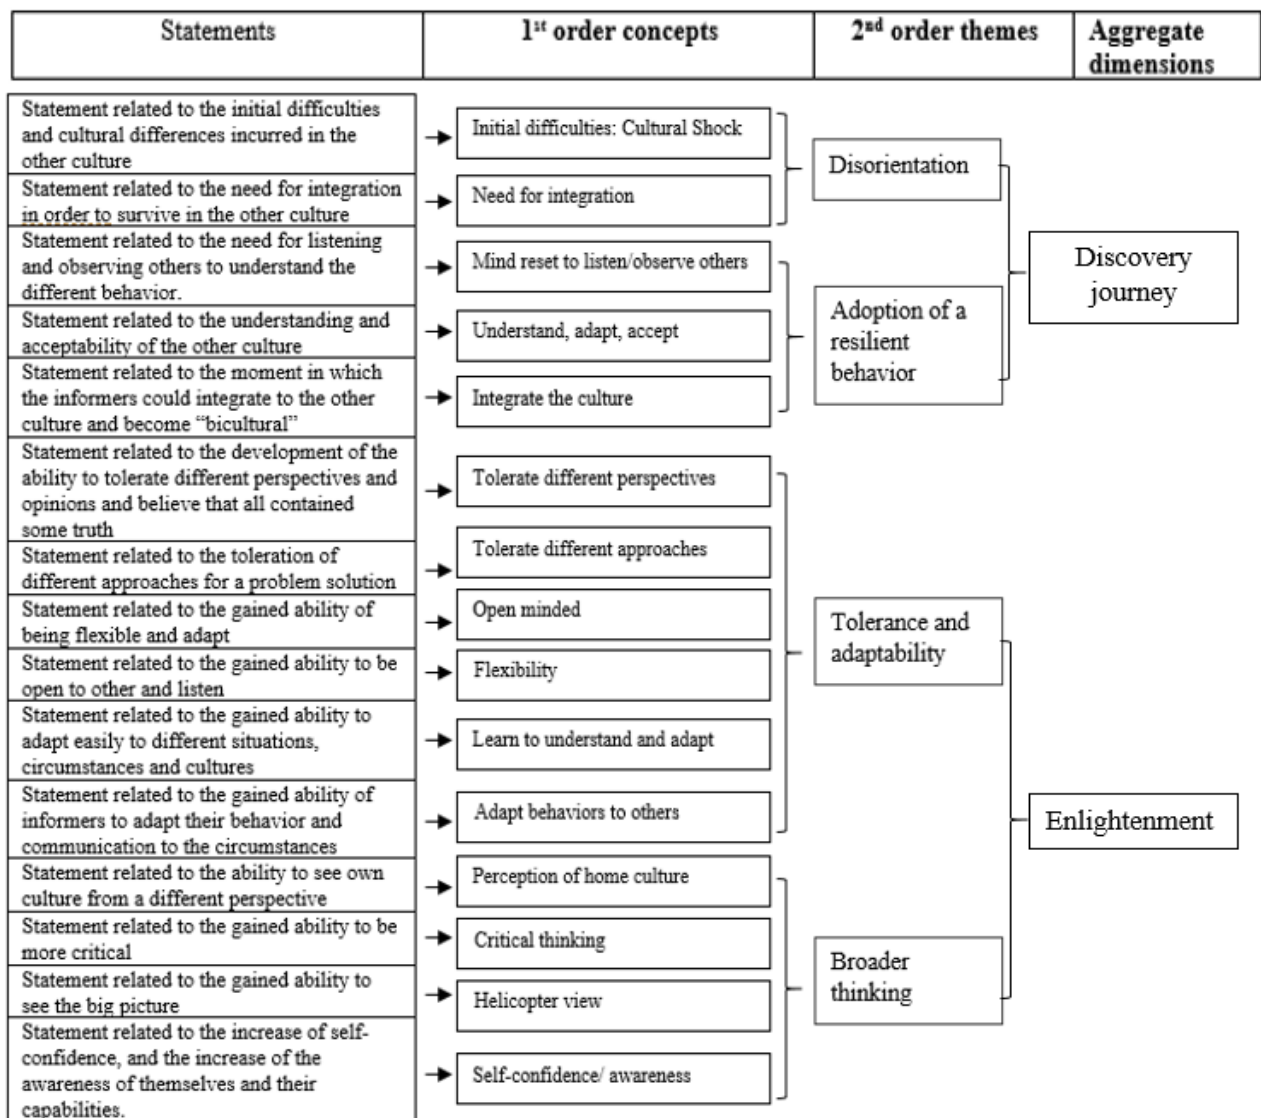 Statements
1st order concepts
2nd order themes
Aggregate
dimensions
Statement related to the initial difficulties
and cultural differences incurred in the
other culture
Initial difficulties: Cultural Shock
Statement related to the need for integration
in order to survive in the other culture
Need for integration
Disorientation
Statement related to the need for listening
and observing others to understand the
different behavior.
Mind reset to listen/observe others
Statement related to the understanding and
acceptability of the other culture
Understand, adapt, accept
Statement related to the moment in which
the informers could integrate to the other
culture and become “bicultural”
Integrate the culture
Adoption of a
resilient
behavior
Discovery
journey
Statement related to the development of the
ability to tolerate different perspectives and
opinions and believe that all contained
some truth
Tolerate different perspectives
Statement related to the toleration of
different approaches for a problem solution
Tolerate different approaches
Statement related to the gained ability of
being flexible and adapt
Open minded
Statement related to the gained ability to be
open to other and listen
Flexibility
Statement related to the gained ability to
adapt easily to different situations,
circumstances and cultures
Learn to understand and adapt
Statement related to the gained ability of
informers to adapt their behavior and
communication to the circumstances
Adapt behaviors to others
Tolerance and
adaptability
Statement related to the ability to see own
culture from a different perspective
Perception of home culture
Statement related to the gained ability to be
more critical
Critical thinking
Statement related to the gained ability to
see the big picture
Helicopter view
Statement related to the increase of self-
confidence, and the increase of the
awareness of themselves and their
capabilities.
Self-confidence/ awareness
Broader
thinking
Enlightenment